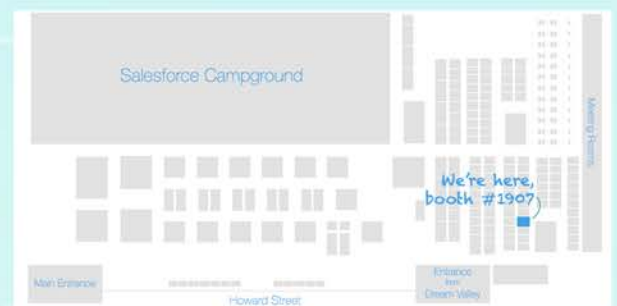 Salesforce Campground
Meeting Rooms
We're here,
booth #1907
Main Entrance
Entrance
from
Dream Valley
Howard Street